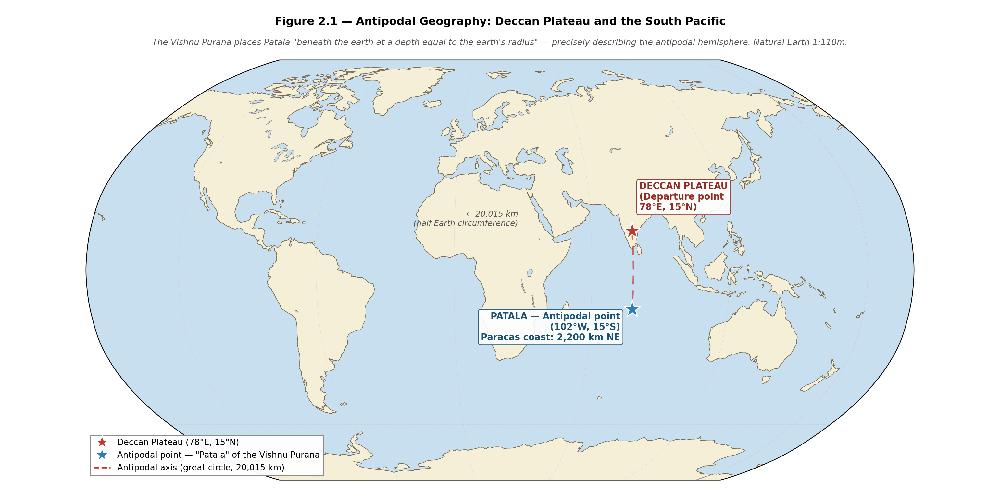 Figure 2.1 — Antipodal Geography: Deccan Plateau and the South Pacific
The Vishnu Purana places Patala "beneath the earth at a depth equal to the earth's radius" — precisely describing the antipodal hemisphere. Natural Earth 1:110m.
DECCAN PLATEAU
(Departure point
78°E, 15°N)
← 20,015 km
(half Earth circumference)
PATALA — Antipodal point
(102°W, 15°S)
Paracas coast: 2,200 km NE
Deccan Plateau (78°E, 15°N)
Antipodal point — "Patala" of the Vishnu Purana
Antipodal axis (great circle, 20,015 km)